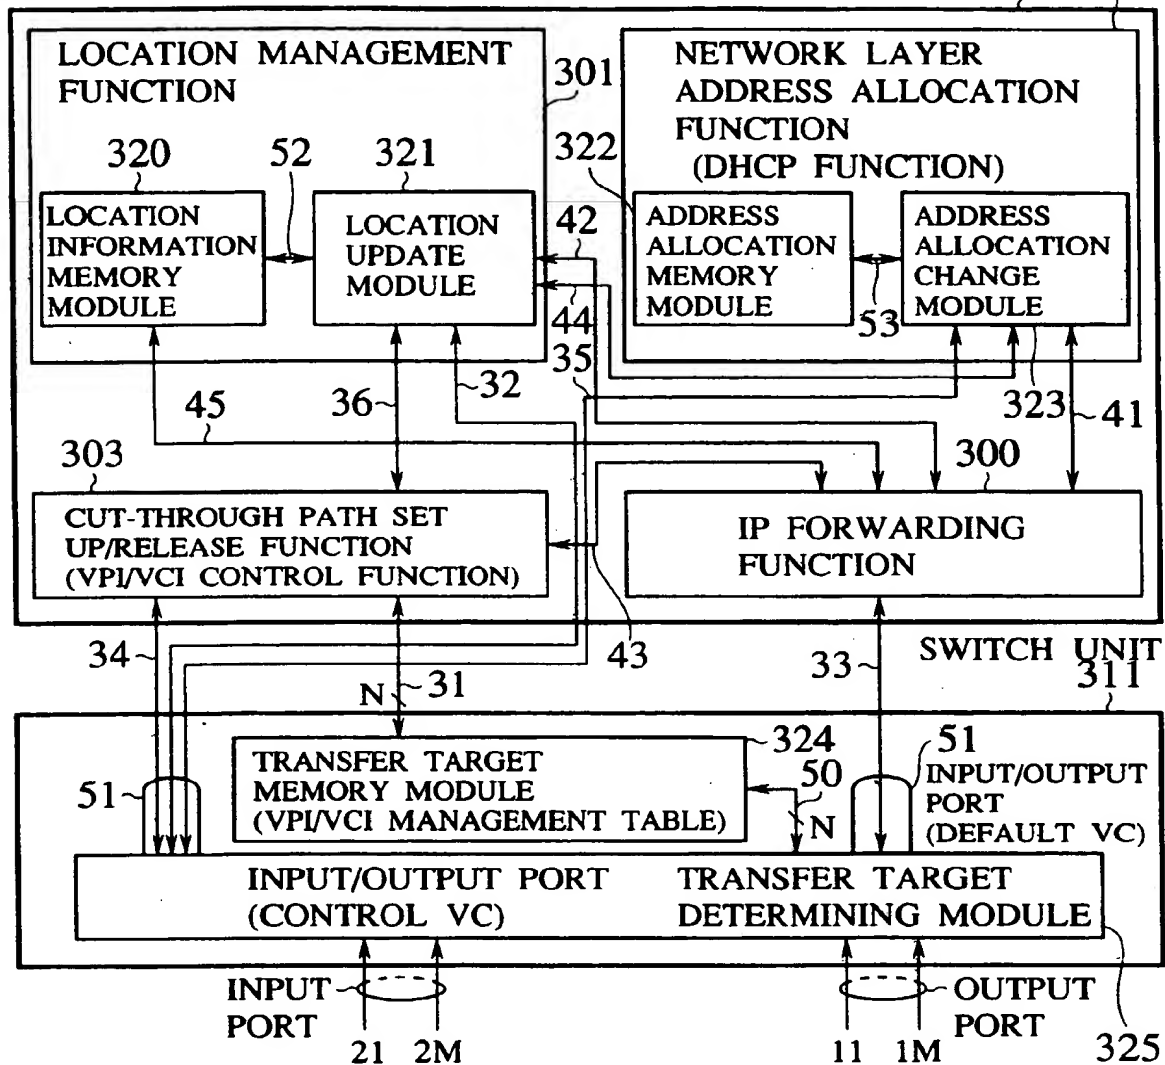 LOCATION MANAGEMENT
FUNCTION
301
NETWORK LAYER
ADDRESS ALLOCATION
FUNCTION
(DHCP FUNCTION)
320
52
321
322
42
LOCATION
INFORMATION
MEMORY
MODULE
LOCATION
UPDATE
MODULE
ADDRESS
ALLOCATION
MEMORY
MODULE
ADDRESS
ALLOCATION
CHANGE
MODULE
44
53
35
45
36
32
323
41
303
300
CUT-THROUGH PATH SET
UP/RELEASE FUNCTION
(VPI/VCI CONTROL FUNCTION)
IP FORWARDING
FUNCTION
34
N
31
43
33
SWITCH UNIT
311
51
TRANSFER TARGET
MEMORY MODULE
(VPI/VCI MANAGEMENT TABLE)
324
50
N
51
INPUT/OUTPUT
PORT
(DEFAULT VC)
INPUT/OUTPUT PORT
(CONTROL VC)
TRANSFER TARGET
DETERMINING MODULE
INPUT
PORT
OUTPUT
PORT
21
2M
11
1M
325